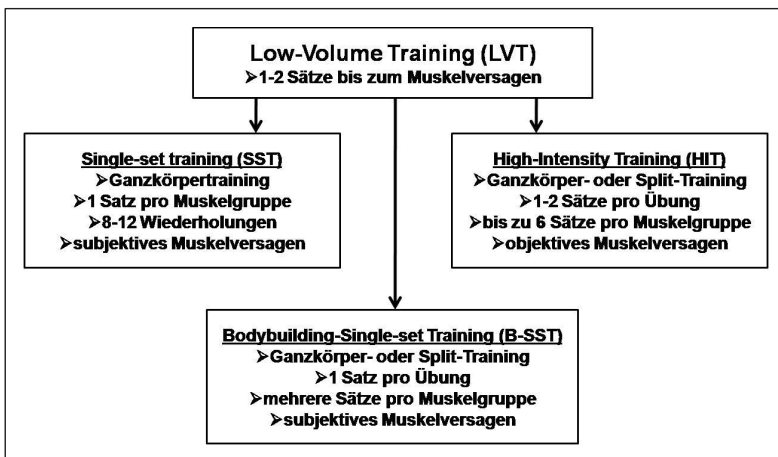 Low-Volume Training (LVT)
➢1-2 Sätze bis zum Muskelversagen
Single-set training (SST)
➢Ganzkörpertraining
➢1 Satz pro Muskelgruppe
➢8-12 Wiederholungen
➢subjektives Muskelversagen
High-Intensity Training (HIT)
➢Ganzkörper- oder Split-Training
➢1-2 Sätze pro Übung
➢bis zu 6 Sätze pro Muskelgruppe
➢objektives Muskelversagen
Bodybuilding-Single-set Training (B-SST)
➢Ganzkörper- oder Split-Training
➢1 Satz pro Übung
➢mehrere Sätze pro Muskelgruppe
➢subjektives Muskelversagen